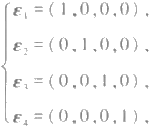 ε₁ = ( 1 , 0 , 0 , 0 ) ,
ε₂ = ( 0 , 1 , 0 , 0 ) ,
ε₃ = ( 0 , 0 , 1 , 0 ) ,
ε₄ = ( 0 , 0 , 0 , 1 ) ,